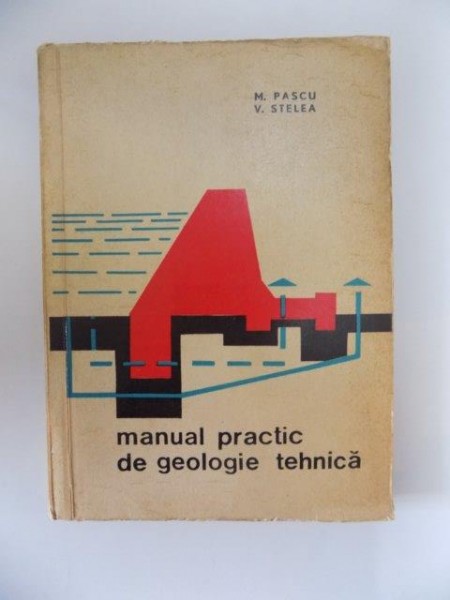 M. PASCU
V. STELEA
manual practic
de geologie tehnică